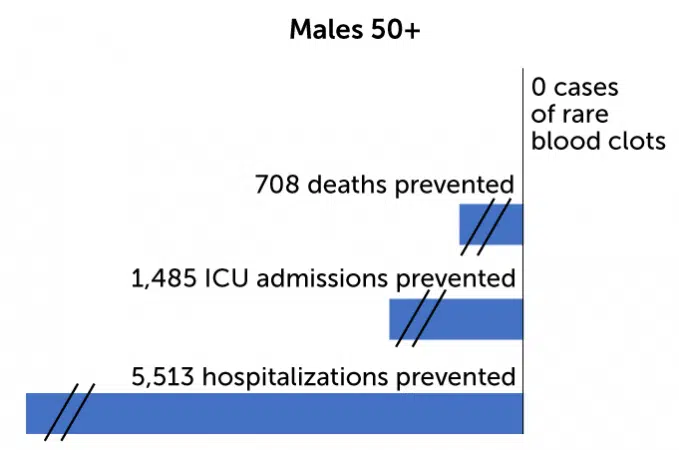 Males 50+
0 cases
of rare
blood clots
708 deaths prevented
1,485 ICU admissions prevented
5,513 hospitalizations prevented